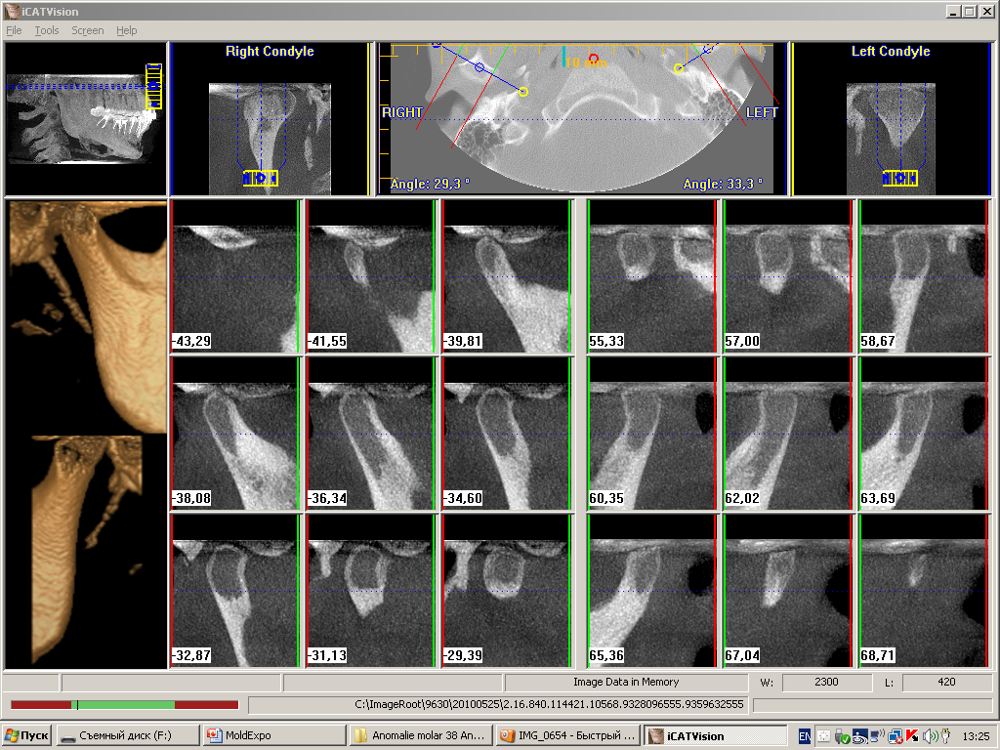 iCATVision
File Tools Screen Help
Right Condyle
Left Condyle
10 mm
RIGHT
LEFT
Angle: 29,3 °
Angle: 33,3 °
-43,29
-41,55
-39,81
55,33
57,00
58,67
-38,08
-36,34
-34,60
60,35
62,02
63,69
-32,87
-31,13
-29,39
65,36
67,04
68,71
Image Data in Memory
W: 2300
L: 420
C:\ImageRoot\9630\20100525\2.16.840.114421.10568.9328096555.9359632555
Пуск
Съемный диск (F:)
MoldExpo
Anomalie molar 38 An...
IMG_0654 - Быстрый ...
iCATVision
EN
13:25